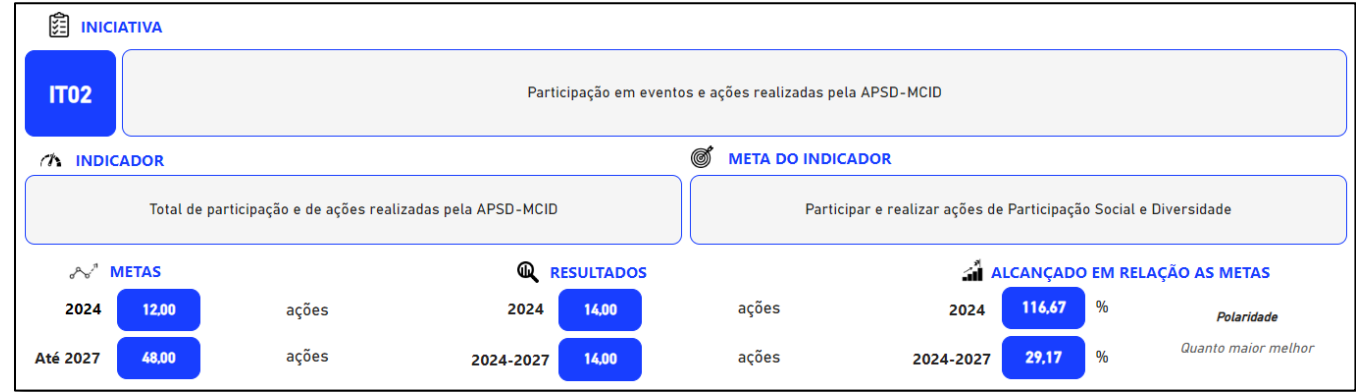 INICIATIVA
IT02
Participação em eventos e ações realizadas pela APSD-MCID
INDICADOR
META DO INDICADOR
Total de participação e de ações realizadas pela APSD-MCID
Participar e realizar ações de Participação Social e Diversidade
METAS
RESULTADOS
ALCANÇADO EM RELAÇÃO AS METAS
2024 12,00 ações
2024 14,00 ações
2024 116,67 %
Polaridade
Até 2027 48,00 ações
2024-2027 14,00 ações
2024-2027 29,17 %
Quanto maior melhor